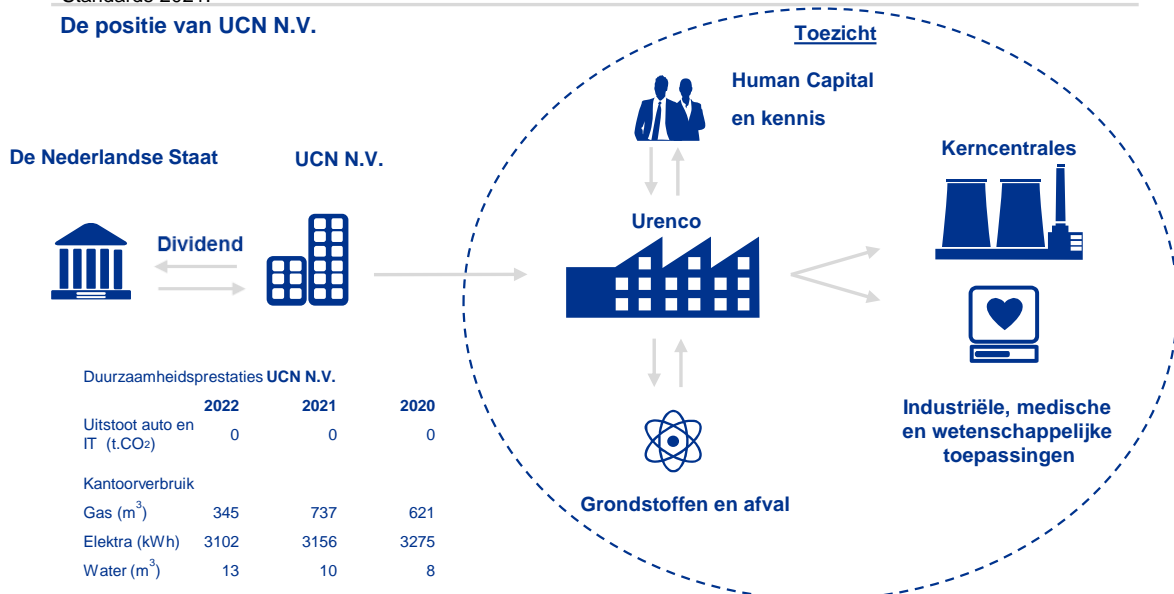 Standards 2021.
De positie van UCN N.V.
Toezicht
Human Capital
en kennis
De Nederlandse Staat
UCN N.V.
Kerncentrales
Dividend
Urenco
Duurzaamheidsprestaties UCN N.V.
2022 2021 2020
Uitstoot auto en
IT (t.CO2) 0 0 0
Kantoorverbruik
Gas (m3) 345 737 621
Elektra (kWh) 3102 3156 3275
Water (m3) 13 10 8
Grondstoffen en afval
Industriële, medische
en wetenschappelijke
toepassingen